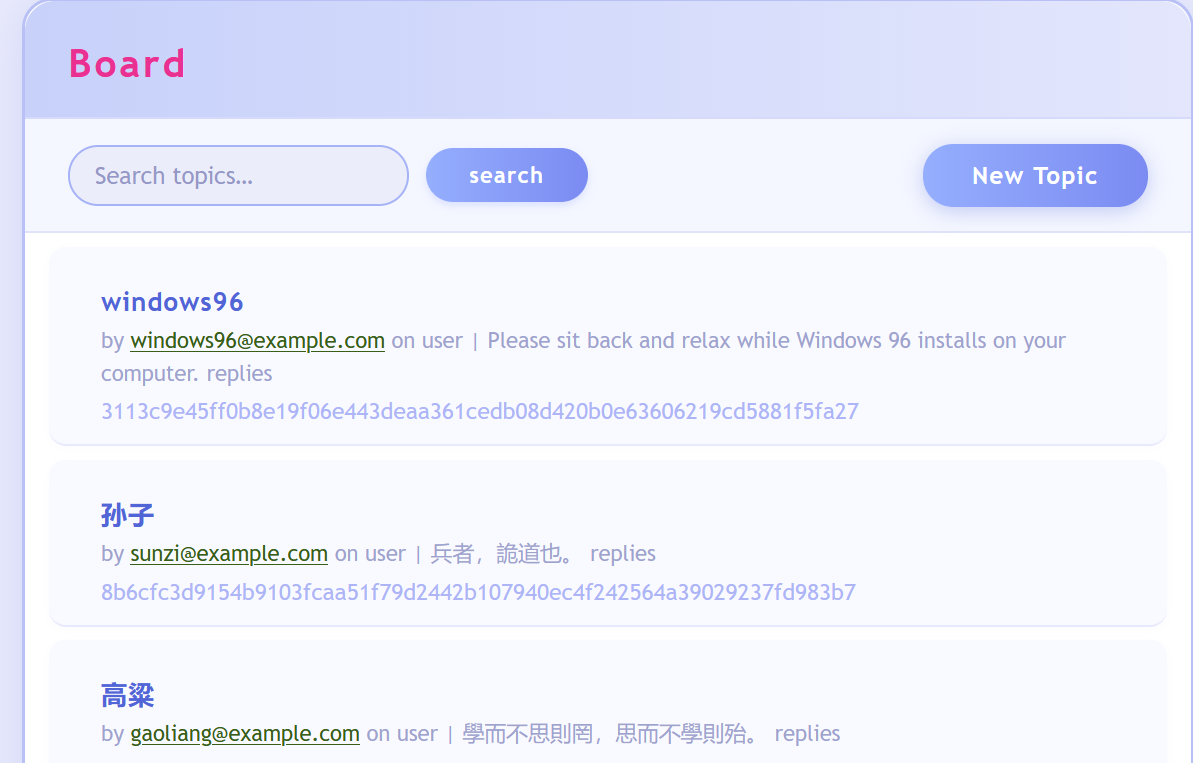 Board
Search topics...
search
New Topic
windows96
by windows96@example.com on user | Please sit back and relax while Windows 96 installs on your
computer. replies
3113c9e45ff0b8e19f06e443deaa361cedb08d420b0e63606219cd5881f5fa27
孙子
by sunzi@example.com on user | 兵者，詭道也。 replies
8b6cfc3d9154b9103fcaa51f79d2442b107940ec4f242564a39029237fd983b7
高粱
by gaoliang@example.com on user | 學而不思則罔，思而不學則殆。 replies